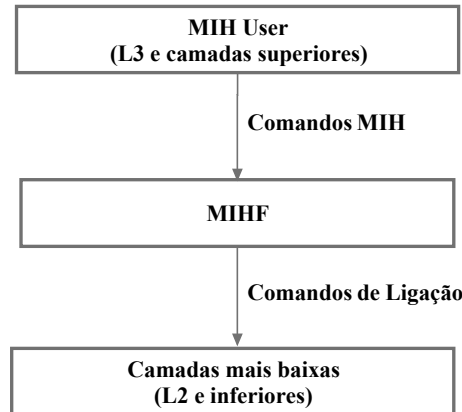 MIH User
(L3 e camadas superiores)
Comandos MIH
MIHF
Comandos de Ligação
Camadas mais baixas
(L2 e inferiores)